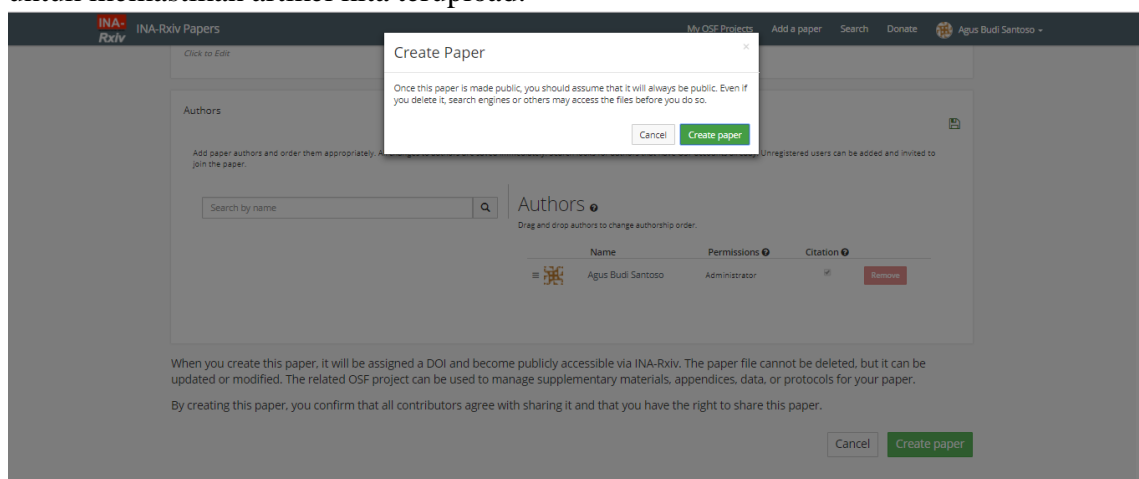 untuk memastikan artikel kita terupload.
INA-
Rxiv
INA-Rxiv Papers
My OSF Projects
Add a paper
Search
Donate
Agus Budi Santoso
Click to Edit
Create Paper
×
Once this paper is made public, you should assume that it will always be public. Even if
you delete it, search engines or others may access the files before you do so.
Cancel
Create paper
Authors
Add paper authors and order them appropriately.
Unregistered users can be added and invited to
join the paper.
Search by name
Authors
Drag and drop authors to change authorship order.
Name
Permissions
Citation
Agus Budi Santoso
Administrator
Remove
When you create this paper, it will be assigned a DOI and become publicly accessible via INA-Rxiv. The paper file cannot be deleted, but it can be
updated or modified. The related OSF project can be used to manage supplementary materials, appendices, data, or protocols for your paper.
By creating this paper, you confirm that all contributors agree with sharing it and that you have the right to share this paper.
Cancel
Create paper